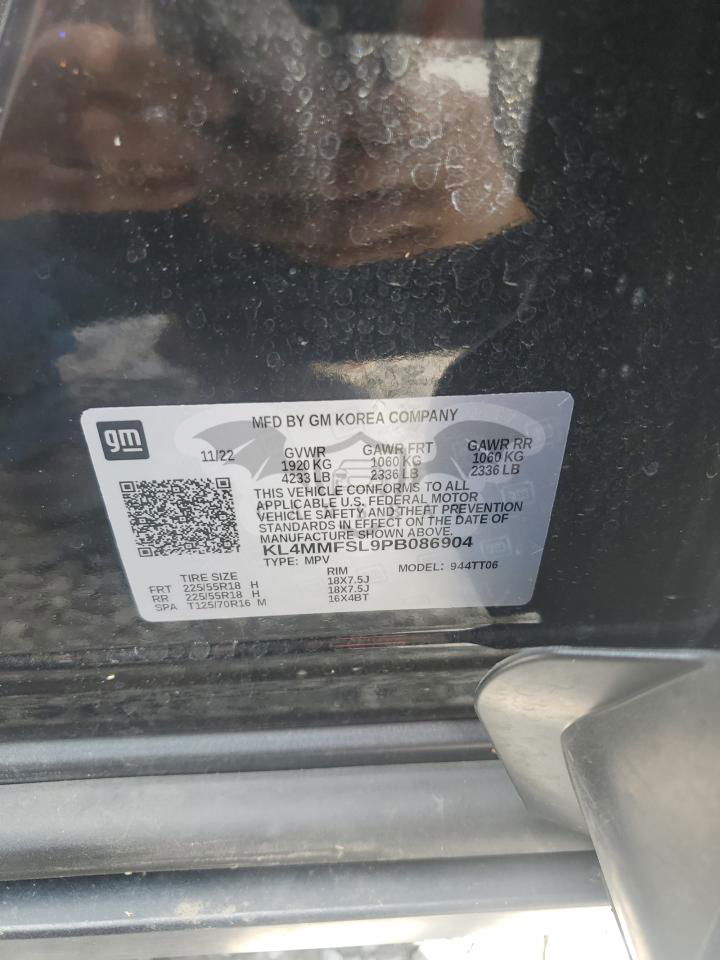 gm
MFD BY GM KOREA COMPANY
11/22 GVWR GAWR FRT GAWR RR
1920 KG 1060 KG 1060 KG
4233 LB 2336 LB 2336 LB
THIS VEHICLE CONFORMS TO ALL
APPLICABLE U.S. FEDERAL MOTOR
VEHICLE SAFETY AND THEFT PREVENTION
STANDARDS IN EFFECT ON THE DATE OF
MANUFACTURE SHOWN ABOVE.
KL4MMFSL9PB086904
TYPE: MPV MODEL: 944TT06
TIRE SIZE RIM
FRT 225/55R18 H 18X7.5J
RR 225/55R18 H 18X7.5J
SPA T125/70R16 M 16X4BT